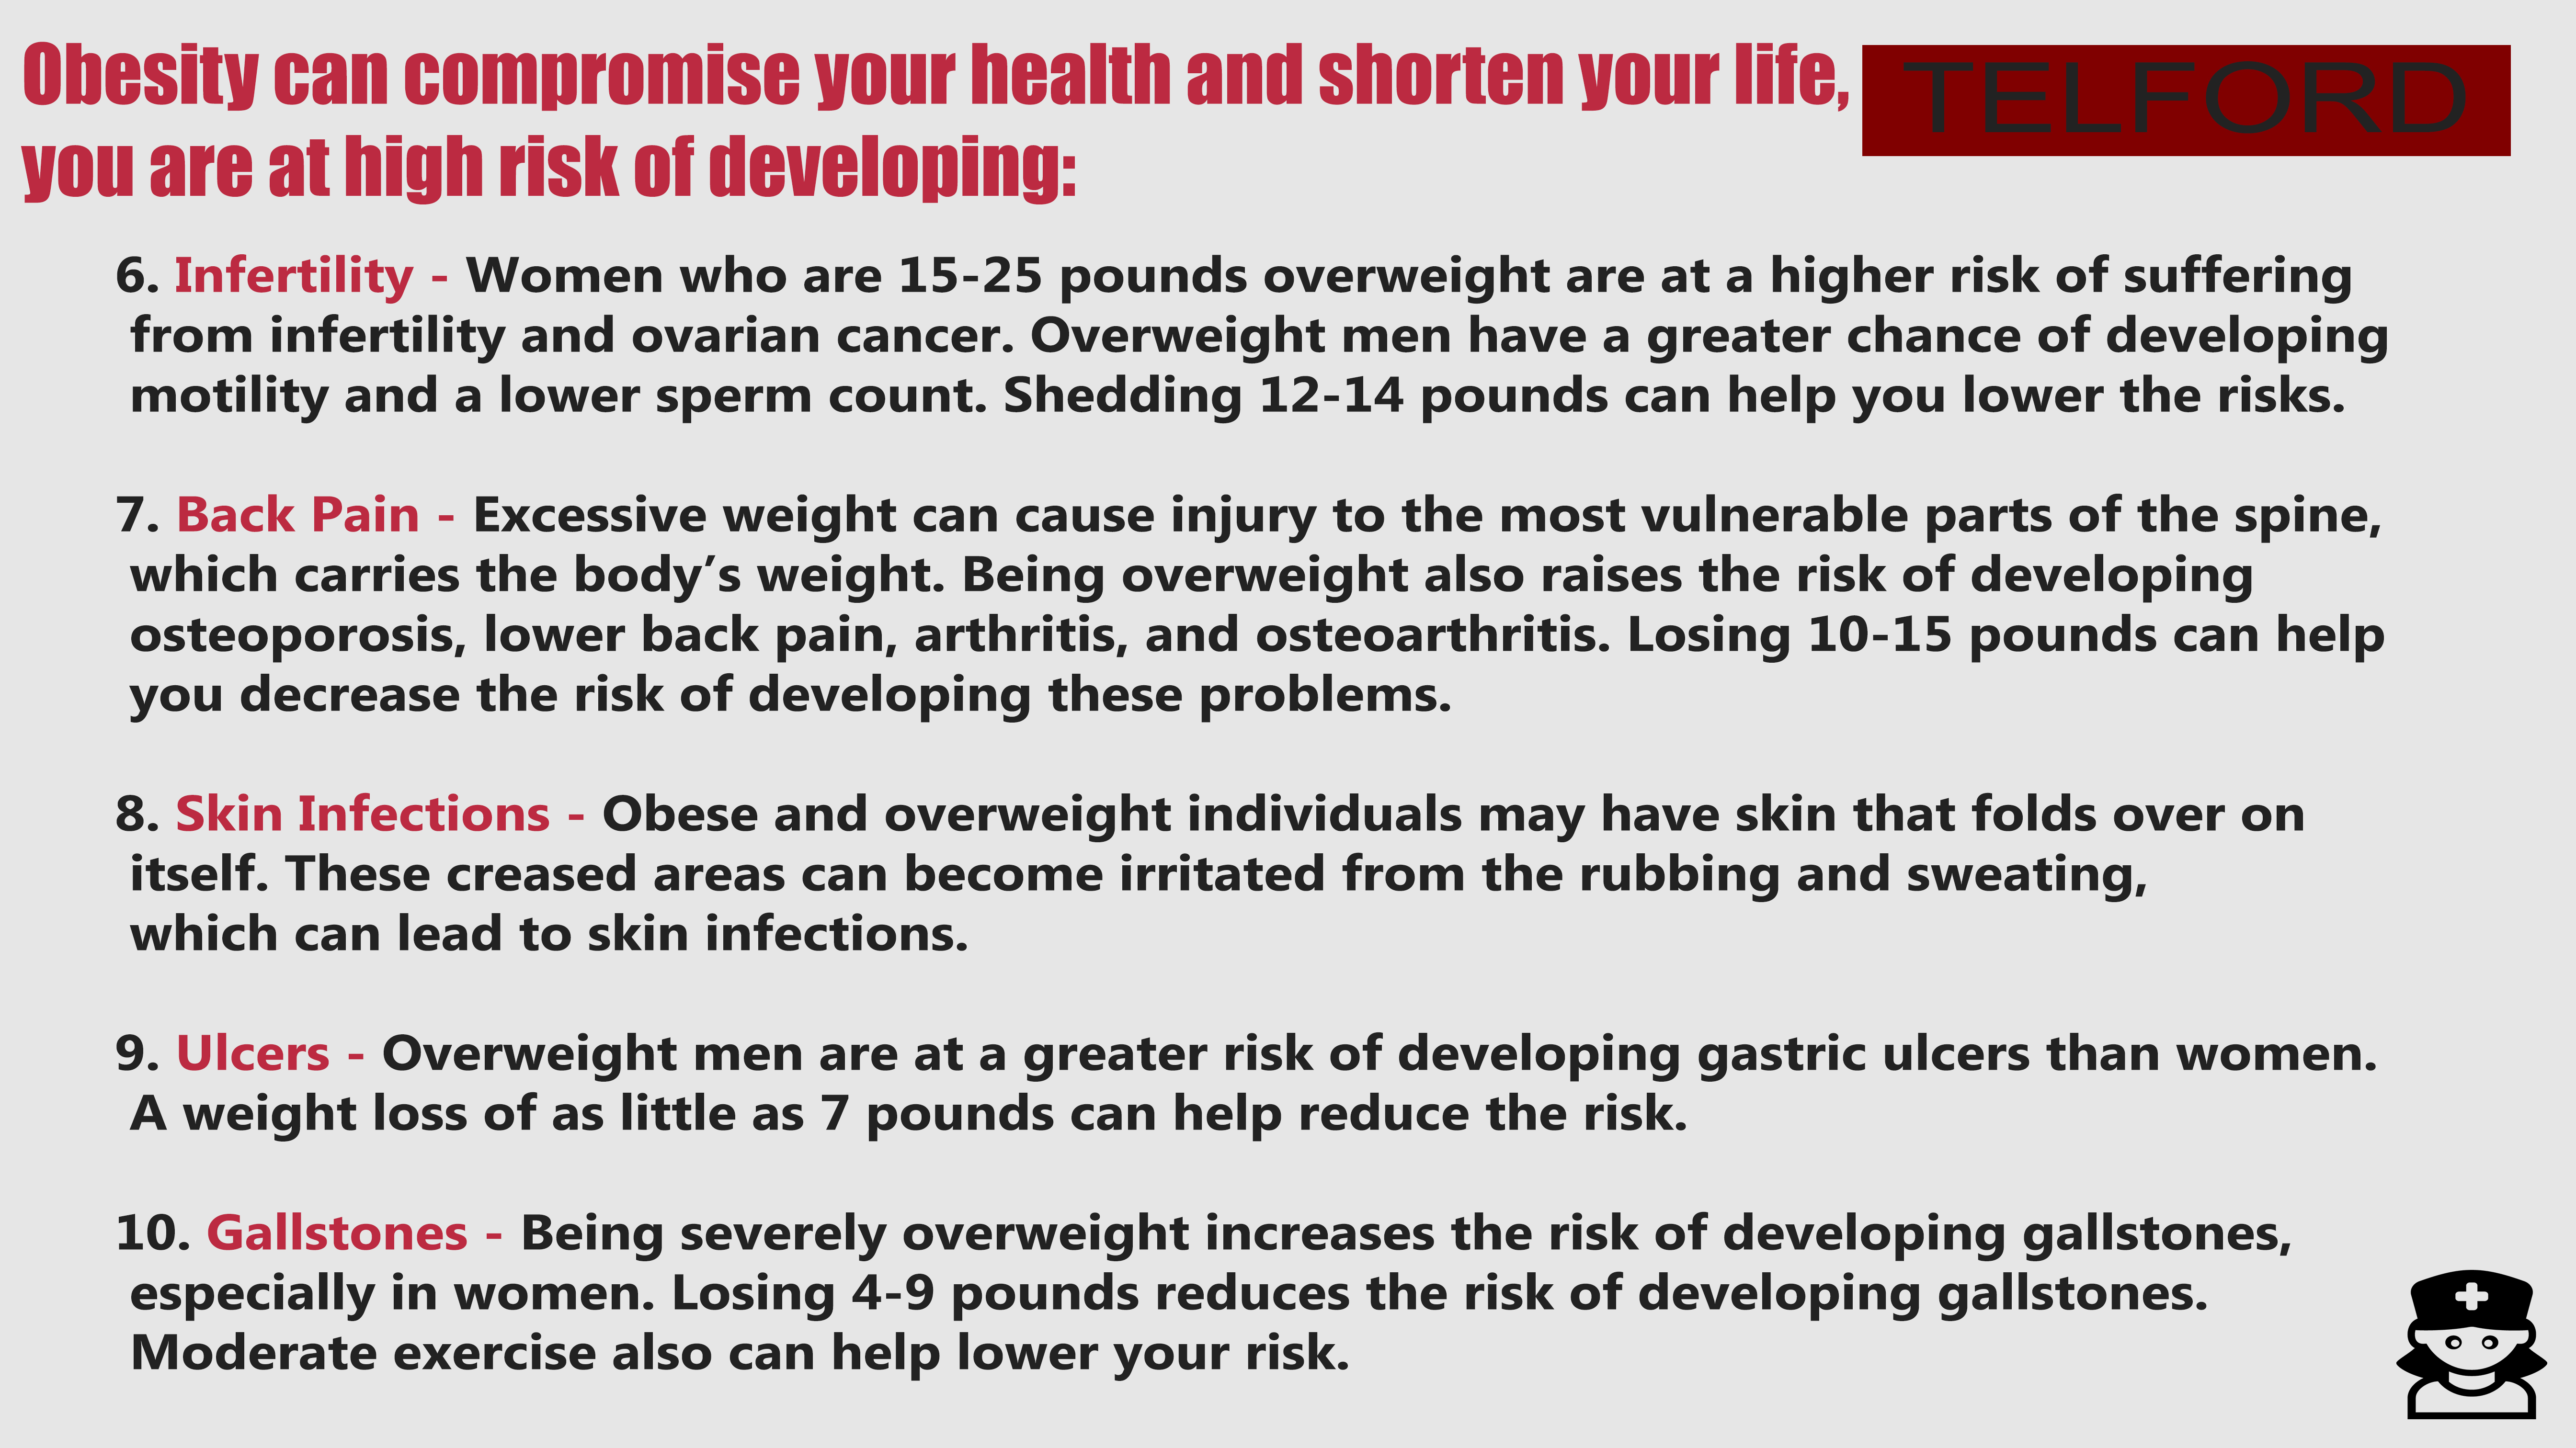 Obesity can compromise your health and shorten your life,
you are at high risk of developing:
TELFORD
6. Infertility - Women who are 15-25 pounds overweight are at a higher risk of suffering
from infertility and ovarian cancer. Overweight men have a greater chance of developing
motility and a lower sperm count. Shedding 12-14 pounds can help you lower the risks.
7. Back Pain - Excessive weight can cause injury to the most vulnerable parts of the spine,
which carries the body’s weight. Being overweight also raises the risk of developing
osteoporosis, lower back pain, arthritis, and osteoarthritis. Losing 10-15 pounds can help
you decrease the risk of developing these problems.
8. Skin Infections - Obese and overweight individuals may have skin that folds over on
itself. These creased areas can become irritated from the rubbing and sweating,
which can lead to skin infections.
9. Ulcers - Overweight men are at a greater risk of developing gastric ulcers than women.
A weight loss of as little as 7 pounds can help reduce the risk.
10. Gallstones - Being severely overweight increases the risk of developing gallstones,
especially in women. Losing 4-9 pounds reduces the risk of developing gallstones.
Moderate exercise also can help lower your risk.